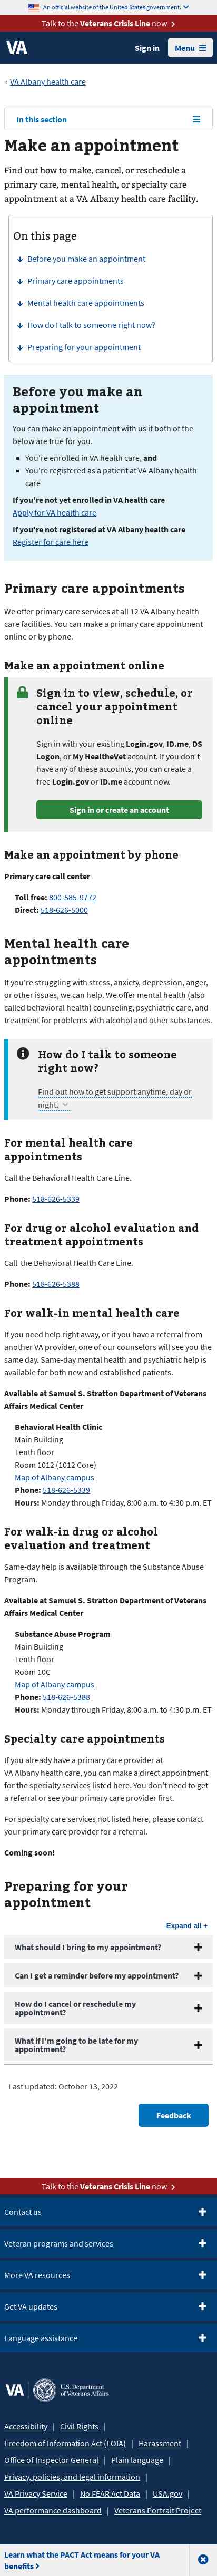 An official website of the United States government.
Talk to the Veterans Crisis Line now
VA
Sign in
Menu
VA Albany health care
In this section
Make an appointment
Find out how to make, cancel, or reschedule a
primary care, mental health, or specialty care
appointment at a VA Albany health care facility.
On this page
Before you make an appointment
Primary care appointments
Mental health care appointments
How do I talk to someone right now?
Preparing for your appointment
Before you make an
appointment
You can make an appointment with us if both of the
below are true for you.
You're enrolled in VA health care, and
You're registered as a patient at VA Albany health
care
If you're not yet enrolled in VA health care
Apply for VA health care
If you're not registered at VA Albany health care
Register for care here
Primary care appointments
We offer primary care services at all 12 VA Albany health
care facilities. You can make a primary care appointment
online or by phone.
Make an appointment online
Sign in to view, schedule, or
cancel your appointment
online
Sign in with your existing Login.gov, ID.me, DS
Logon, or My HealtheVet account. If you don't
have any of these accounts, you can create a
free Login.gov or ID.me account now.
Sign in or create an account
Make an appointment by phone
Primary care call center
Toll free: 800-585-9772
Direct: 518-626-5000
Mental health care
appointments
If you're struggling with stress, anxiety, depression, anger,
or other issues, we can help. We offer mental health (also
called behavioral health) counseling, psychiatric care, and
treatment for problems with alcohol and other substances.
How do I talk to someone
right now?
Find out how to get support anytime, day or
night.
For mental health care
appointments
Call the Behavioral Health Care Line.
Phone: 518-626-5339
For drug or alcohol evaluation and
treatment appointments
Call the Behavioral Health Care Line.
Phone: 518-626-5388
For walk-in mental health care
If you need help right away, or if you have a referral from
another VA provider, one of our counselors will see you the
same day. Same-day mental health and psychiatric help is
available for both new and established patients.
Available at Samuel S. Stratton Department of Veterans
Affairs Medical Center
Behavioral Health Clinic
Main Building
Tenth floor
Room 1012 (1012 Core)
Map of Albany campus
Phone: 518-626-5339
Hours: Monday through Friday, 8:00 a.m. to 4:30 p.m. ET
For walk-in drug or alcohol
evaluation and treatment
Same-day help is available through the Substance Abuse
Program.
Available at Samuel S. Stratton Department of Veterans
Affairs Medical Center
Substance Abuse Program
Main Building
Tenth floor
Room 10C
Map of Albany campus
Phone: 518-626-5388
Hours: Monday through Friday, 8:00 a.m. to 4:30 p.m. ET
Specialty care appointments
If you already have a primary care provider at
VA Albany health care, you can make a direct appointment
for the specialty services listed here. You don't need to get
a referral, or see your primary care provider first.
For specialty care services not listed here, please contact
your primary care provider for a referral.
Coming soon!
Preparing for your
appointment
Expand all +
What should I bring to my appointment?
Can I get a reminder before my appointment?
How do I cancel or reschedule my
appointment?
What if I'm going to be late for my
appointment?
Last updated: October 13, 2022
Feedback
Talk to the Veterans Crisis Line now
Contact us
Veteran programs and services
More VA resources
Get VA updates
Language assistance
VA
U.S. Department
of Veterans Affairs
Accessibility | Civil Rights |
Freedom of Information Act (FOIA) | Harassment |
Office of Inspector General | Plain language |
Privacy, policies, and legal information |
VA Privacy Service | No FEAR Act Data | USA.gov |
VA performance dashboard | Veterans Portrait Project
Learn what the PACT Act means for your VA
benefits